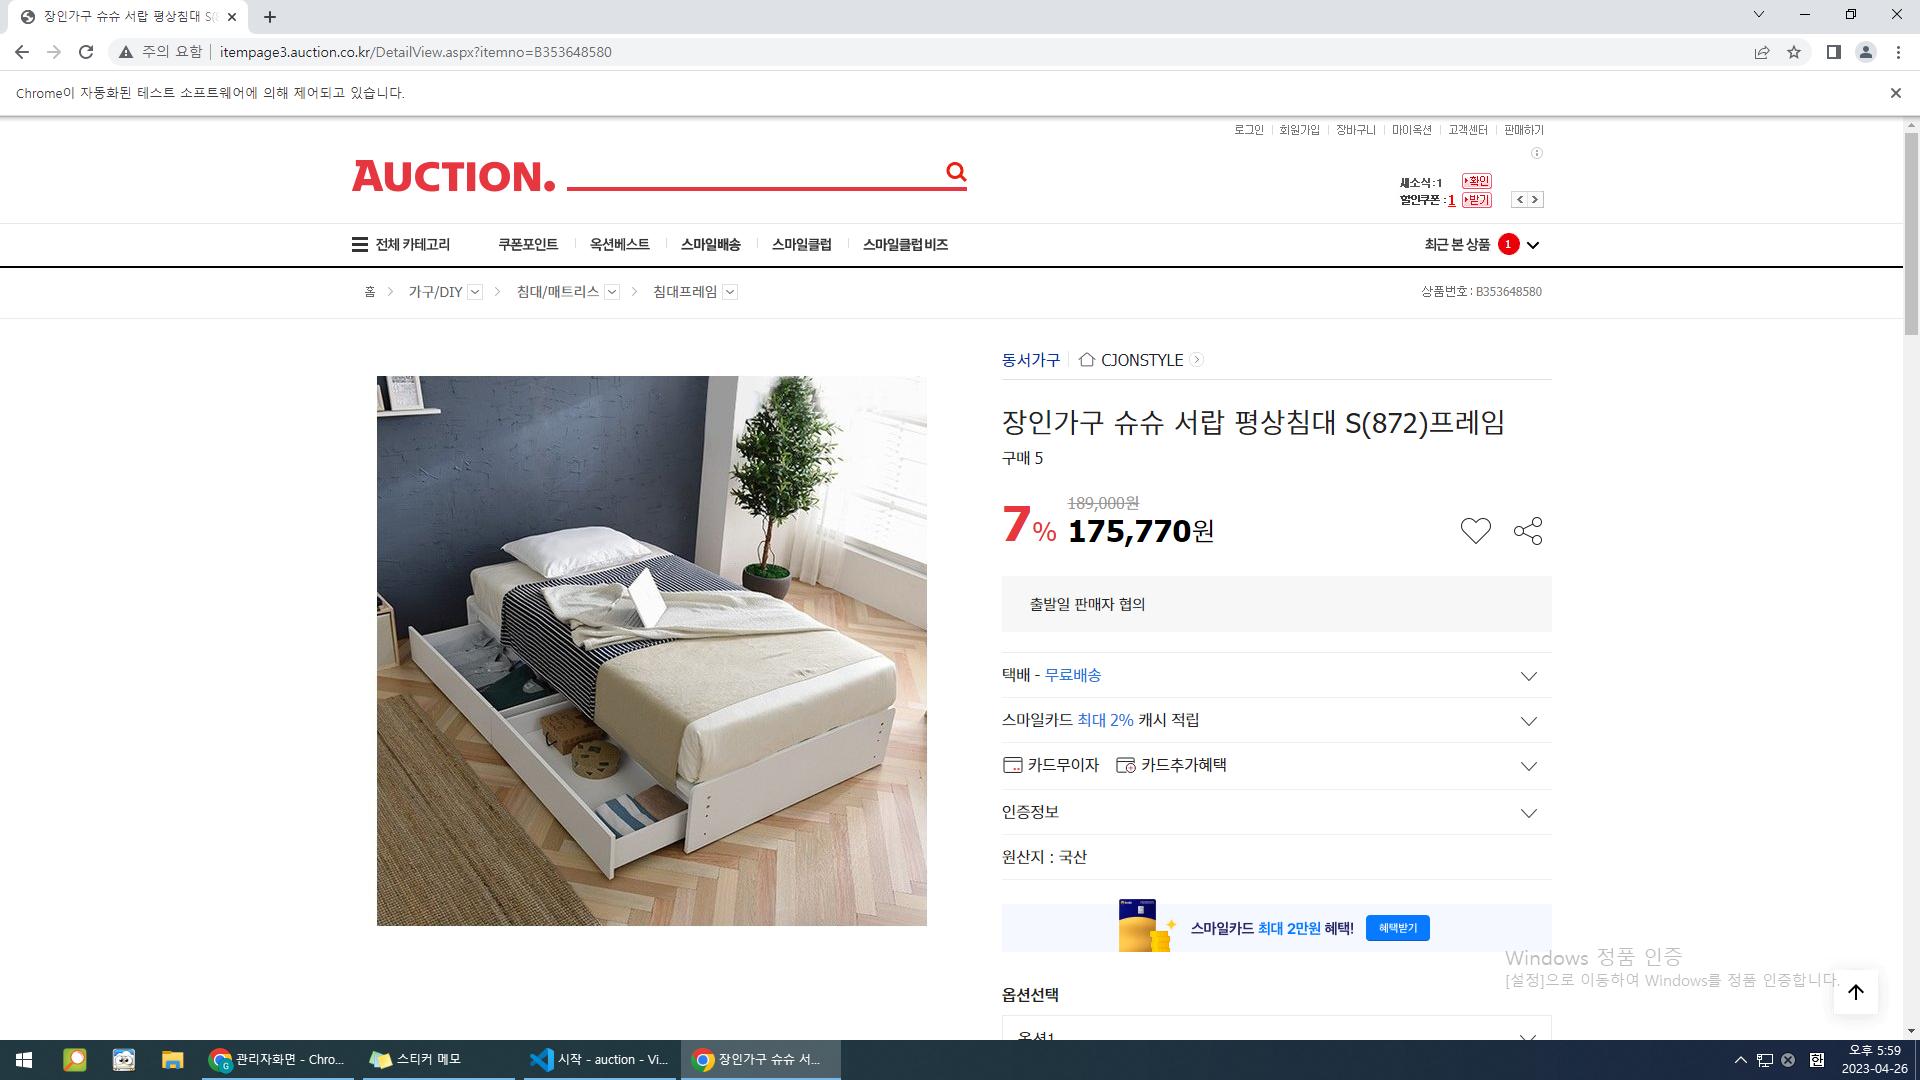 장인가구 슈슈 서랍 평상침대 S(8
주의 요함
itempage3.auction.co.kr/DetailView.aspx?itemno=B353648580
Chrome이 자동화된 테스트 소프트웨어에 의해 제어되고 있습니다.
로그인 회원가입 장바구니 마이옥션 고객센터 판매하기
AUCTION.
새소식 : 1 확인
할인쿠폰 : 1 받기
전체 카테고리 쿠폰포인트 옥션베스트 스마일배송 스마일클럽 스마일클럽 비즈 최근 본 상품 1
홈 > 가구/DIY > 침대/매트리스 > 침대프레임 상품번호 : B353648580
동서가구 CJONSTYLE
장인가구 슈슈 서랍 평상침대 S(872)프레임
구매 5
189,000원
7% 175,770원
출발일 판매자 협의
택배 - 무료배송
스마일카드 최대 2% 캐시 적립
카드무이자 카드추가혜택
인증정보
원산지 : 국산
스마일카드 최대 2만원 혜택! 혜택받기
Windows 정품 인증
[설정]으로 이동하여 Windows를 정품 인증합니다.
옵션선택
옵션1
관리자화면 - Chro... 스티커 메모 시작 - auction - Vi... 장인가구 슈슈 서... 한 오후 5:59
2023-04-26